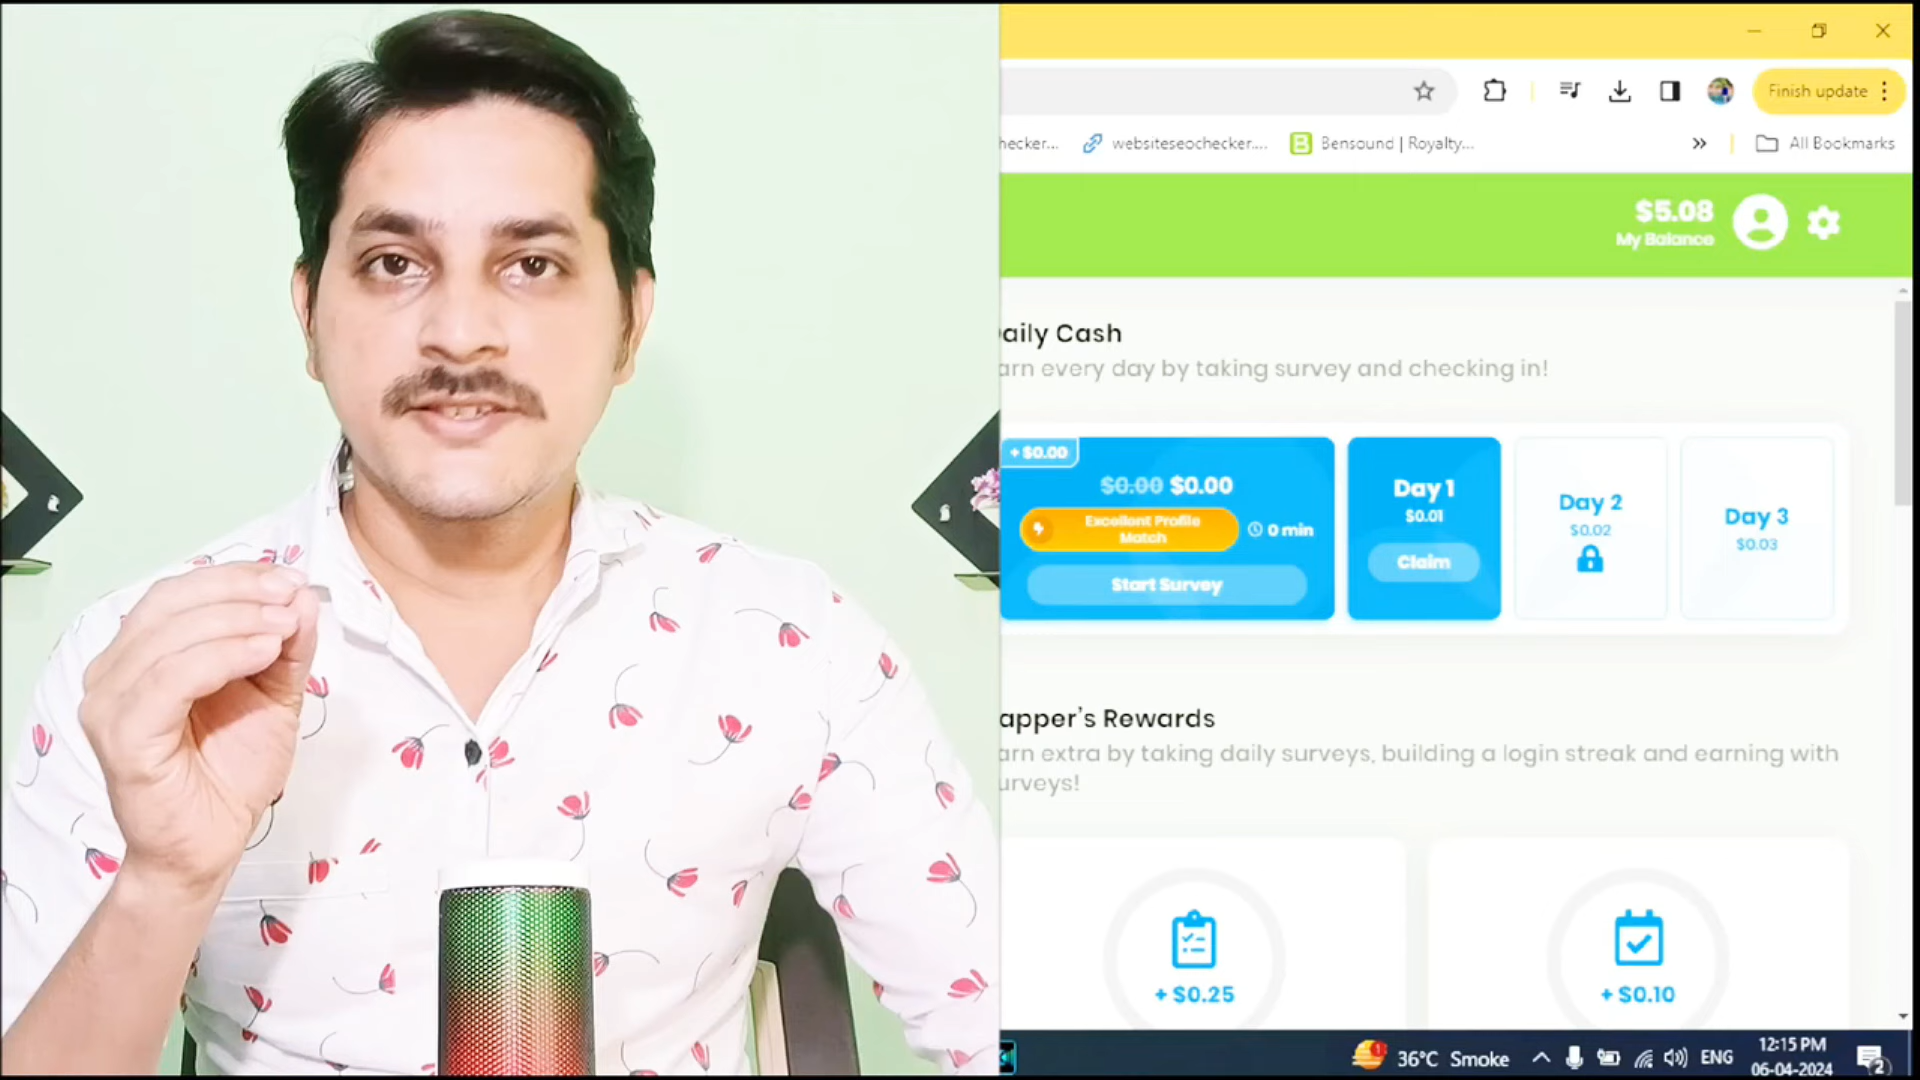 Finish update
hecker...
websiteseochecker....
Bensound | Royalty...
All Bookmarks
$5.08
My Balance
aily Cash
arn every day by taking survey and checking in!
+ $0.00
$0.00 $0.00
Excellent Profile
Match
0 min
Start Survey
Day 1
$0.01
Claim
Day 2
$0.02
Day 3
$0.03
apper's Rewards
arn extra by taking daily surveys, building a login streak and earning with
urveys!
+ $0.25
+ $0.10
36°C Smoke
ENG
12:15 PM
06-04-2024
2